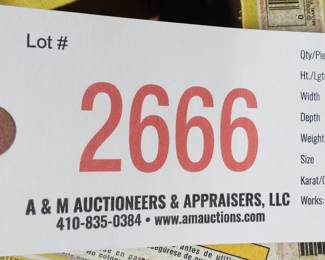 Lot #
2666
A & M AUCTIONEERS & APPRAISERS, LLC
410-835-0384 • www.amauctions.com
Qty/Pie
Ht./Lgt
Width
Depth
Weight
Size
Karat/C
Works: